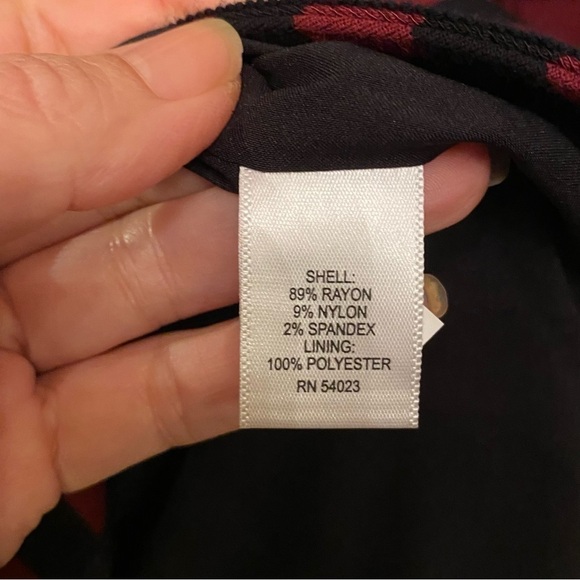 SHELL:
89% RAYON
9% NYLON
2% SPANDEX
LINING:
100% POLYESTER
RN 54023